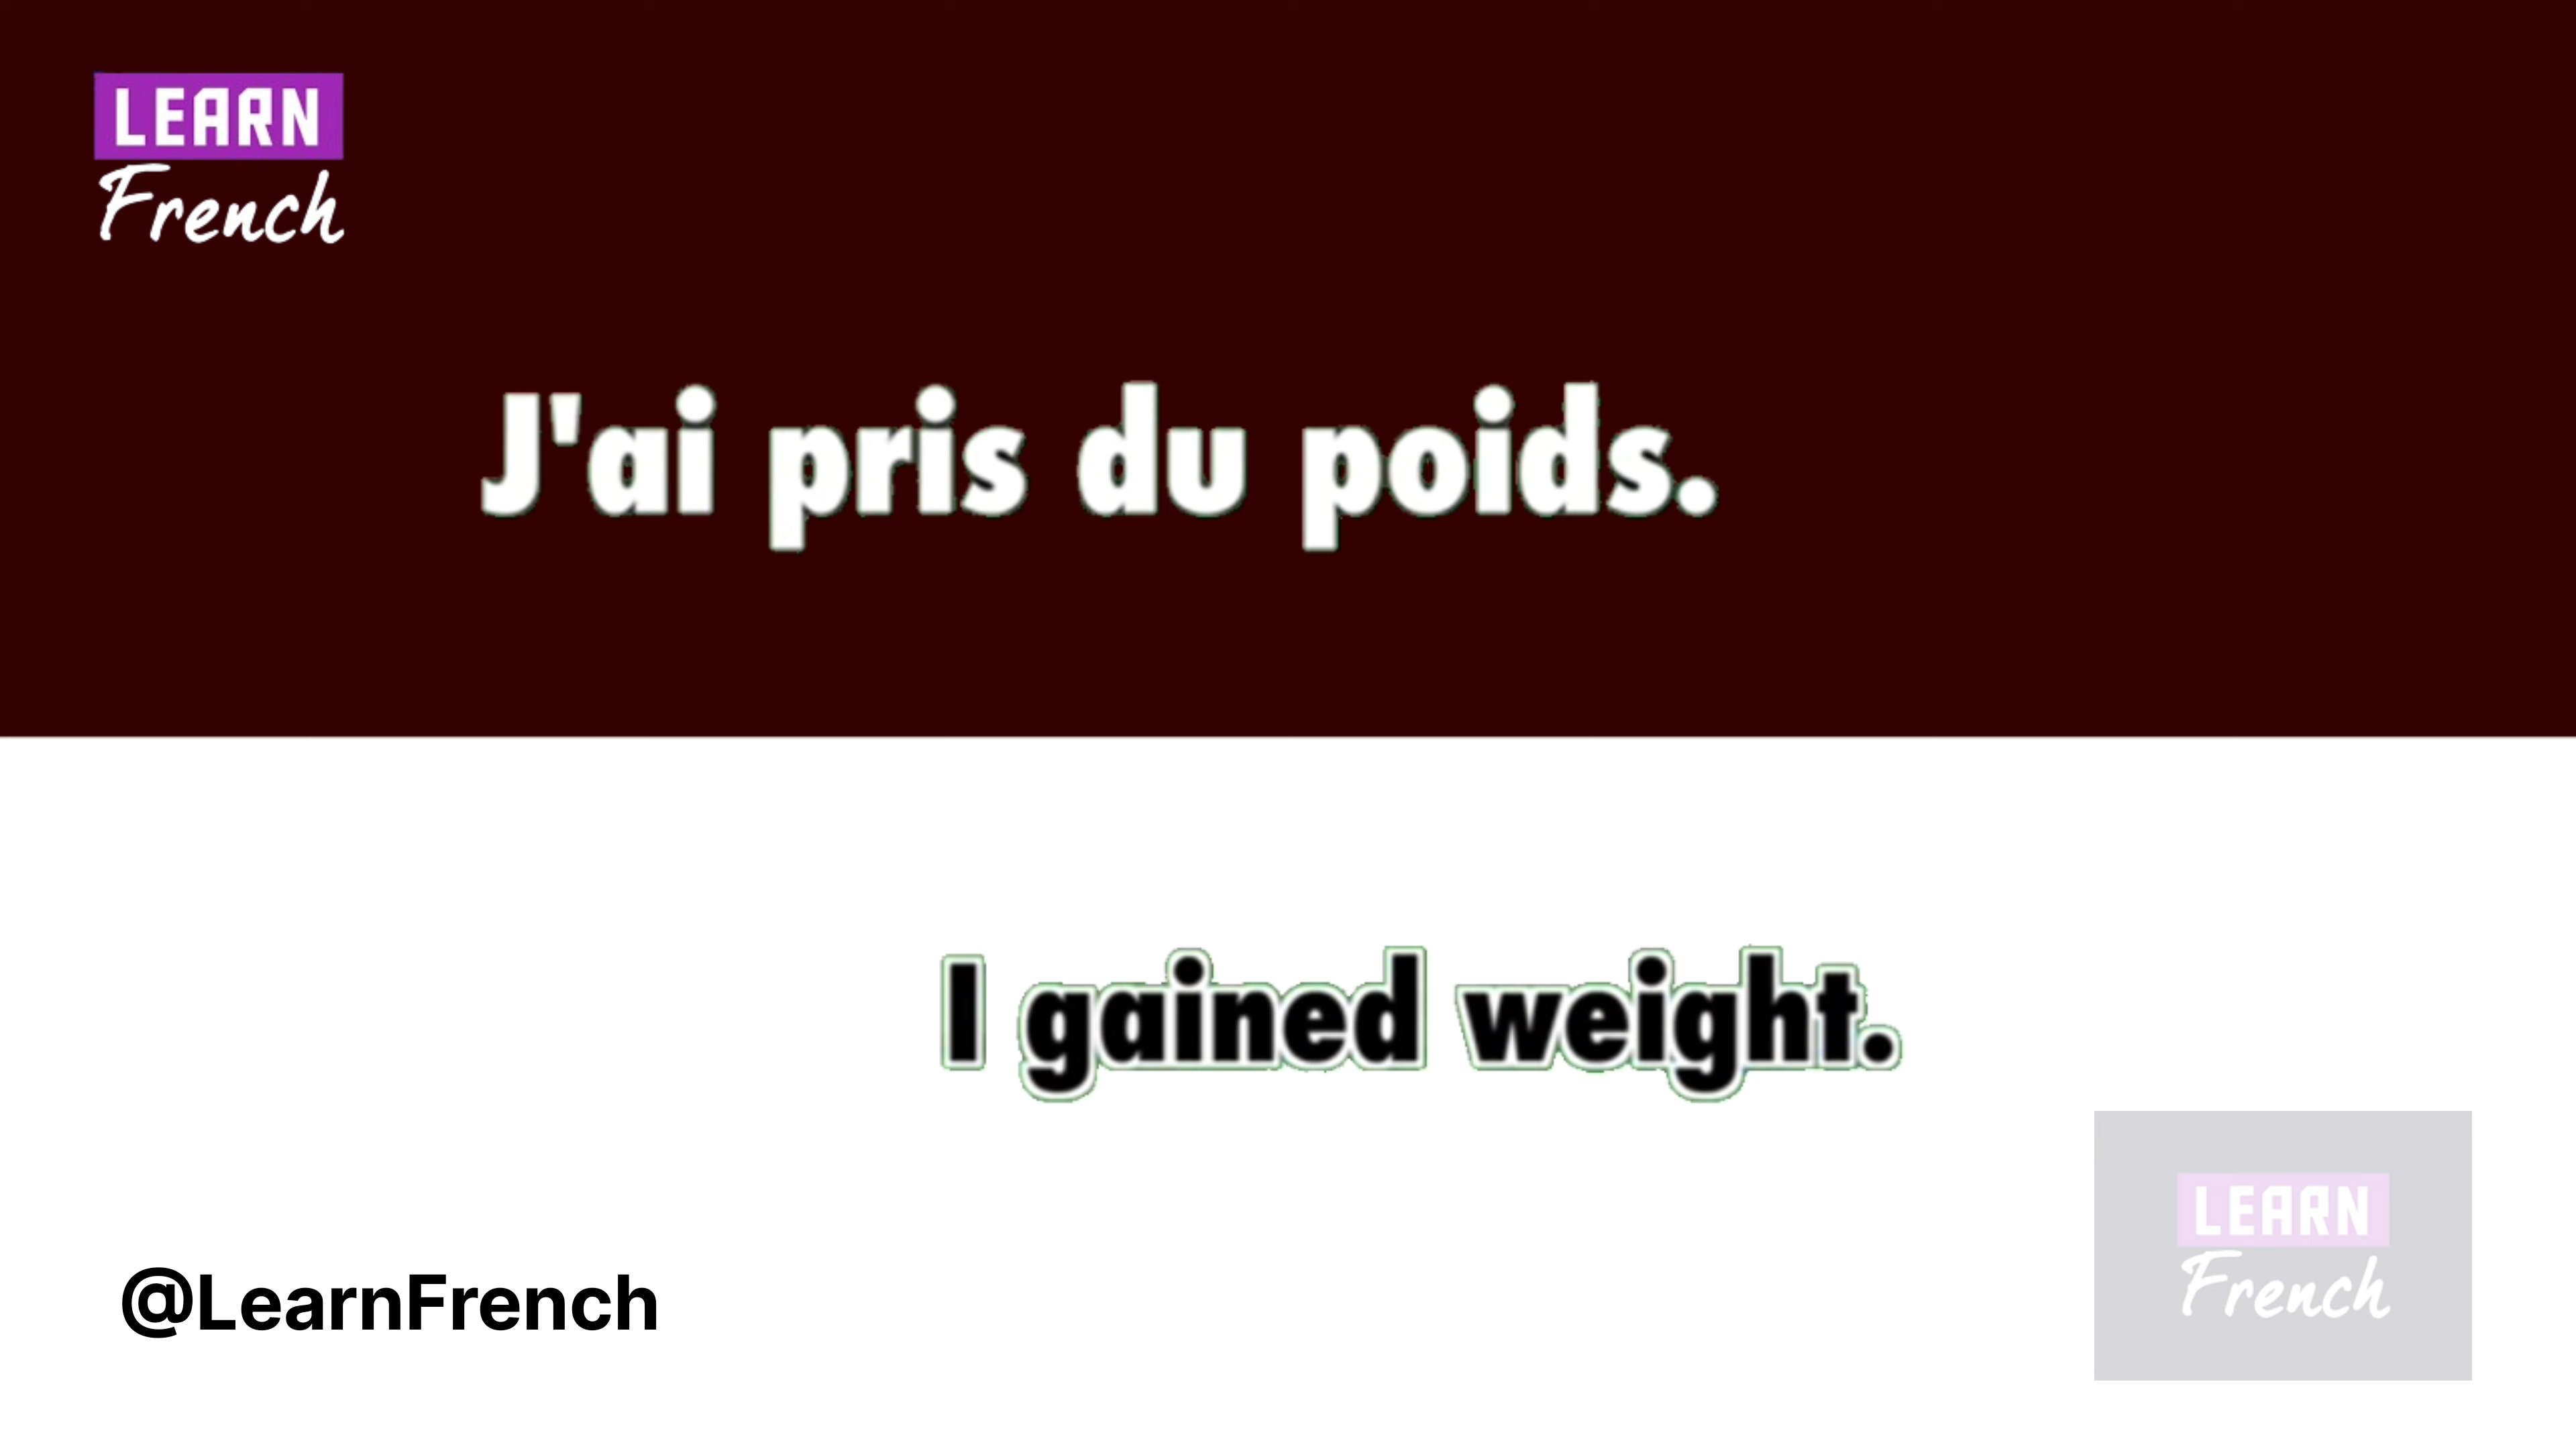 LEARN
French
J'ai pris du poids.
I gained weight.
@LearnFrench
LEARN
French